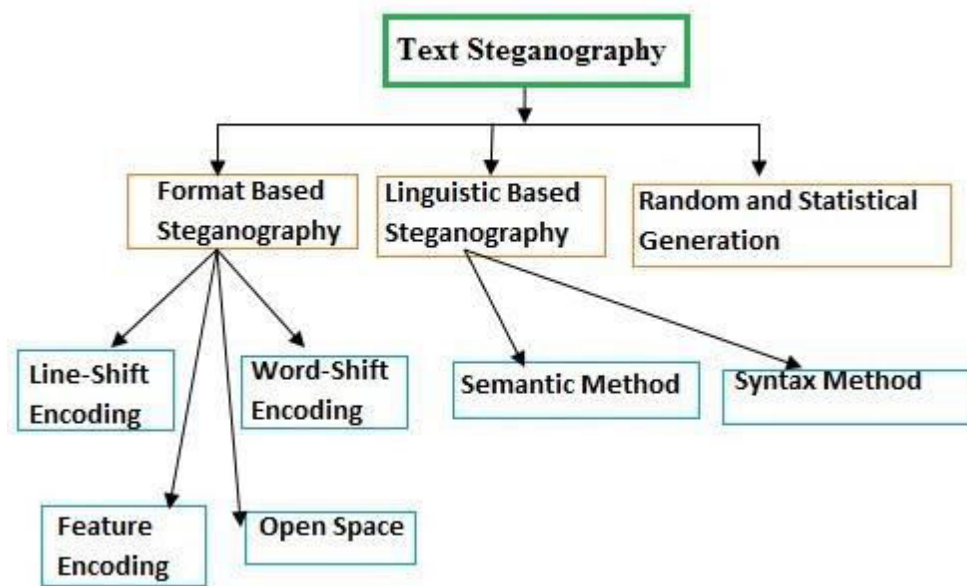 Text Steganography
Format Based
Steganography
Linguistic Based
Steganography
Random and Statistical
Generation
Line-Shift
Encoding
Word-Shift
Encoding
Semantic Method
Syntax Method
Feature
Encoding
Open Space